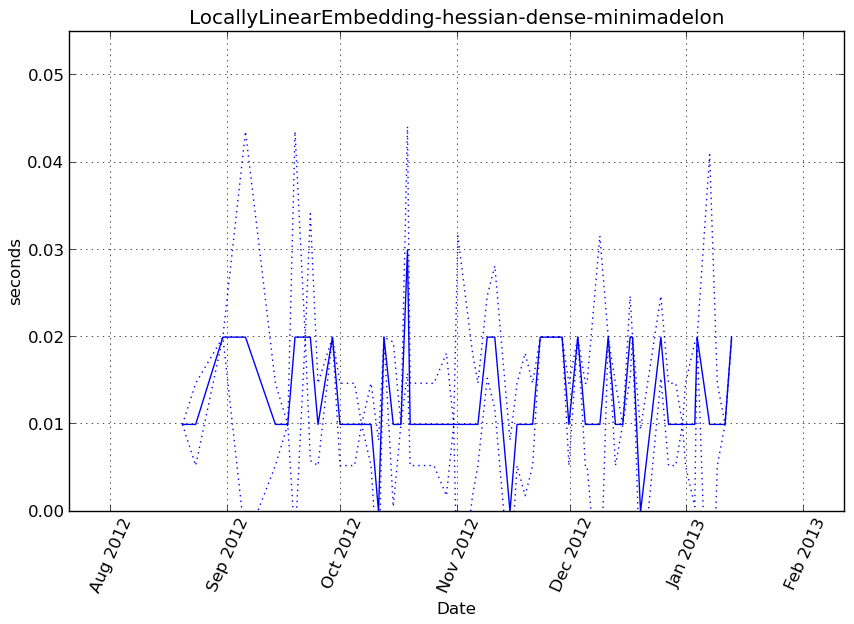 LocallyLinearEmbedding-hessian-dense-minimadelon
0.05
0.04
0.03
0.02
0.01
0.00
seconds
Aug 2012
Sep 2012
Oct 2012
Nov 2012
Dec 2012
Jan 2013
Feb 2013
Date